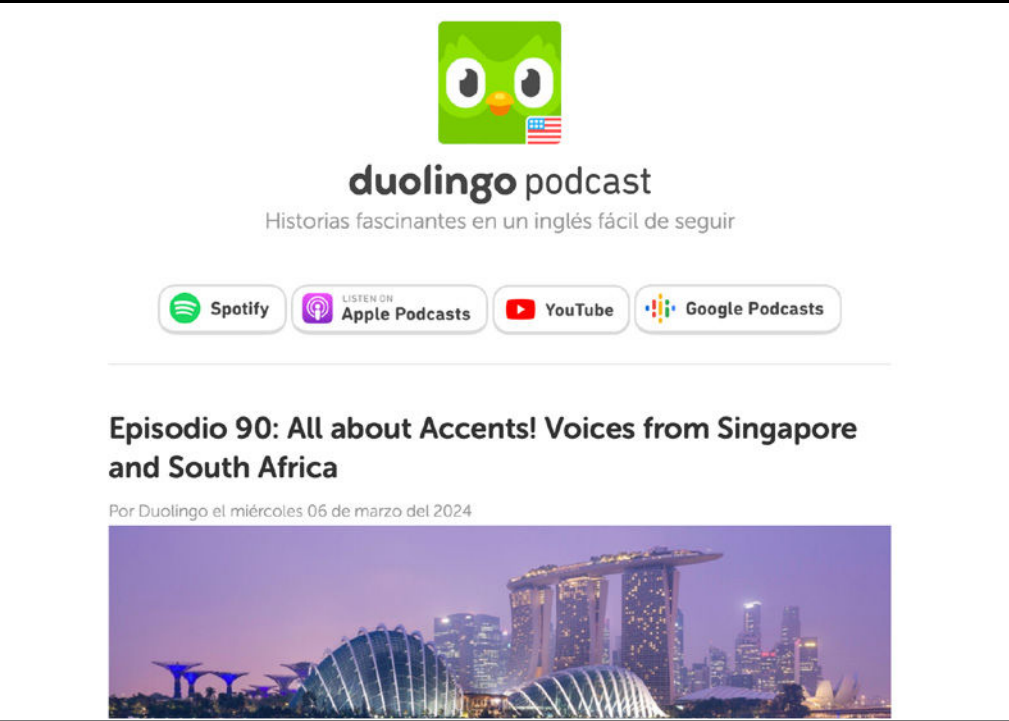 duolingo podcast
Historias fascinantes en un inglés fácil de seguir
Spotify
LISTEN ON
Apple Podcasts
YouTube
Google Podcasts
Episodio 90: All about Accents! Voices from Singapore
and South Africa
Por Duolingo el miércoles 06 de marzo del 2024